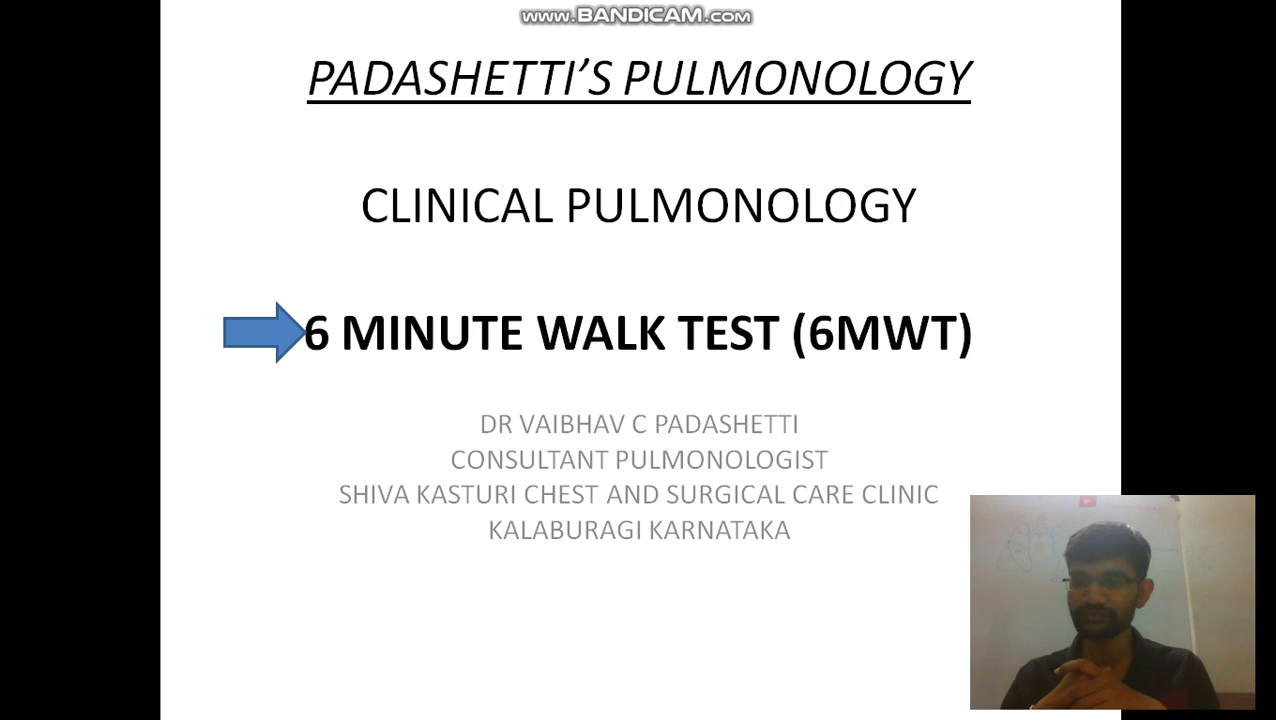 www.BANDICAM.COM
PADASHETTI’S PULMONOLOGY
CLINICAL PULMONOLOGY
6 MINUTE WALK TEST (6MWT)
DR VAIBHAV C PADASHETTI
CONSULTANT PULMONOLOGIST
SHIVA KASTURI CHEST AND SURGICAL CARE CLINIC
KALABURAGI KARNATAKA